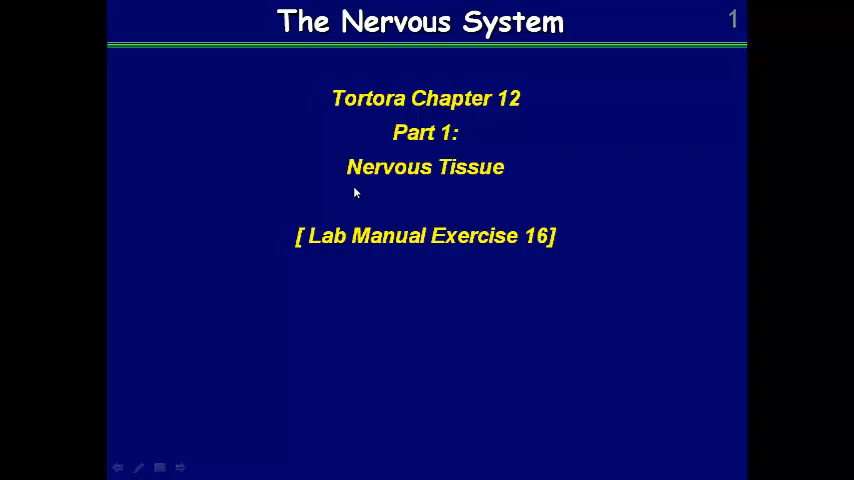 The Nervous System
1
Tortora Chapter 12
Part 1:
Nervous Tissue
[ Lab Manual Exercise 16]